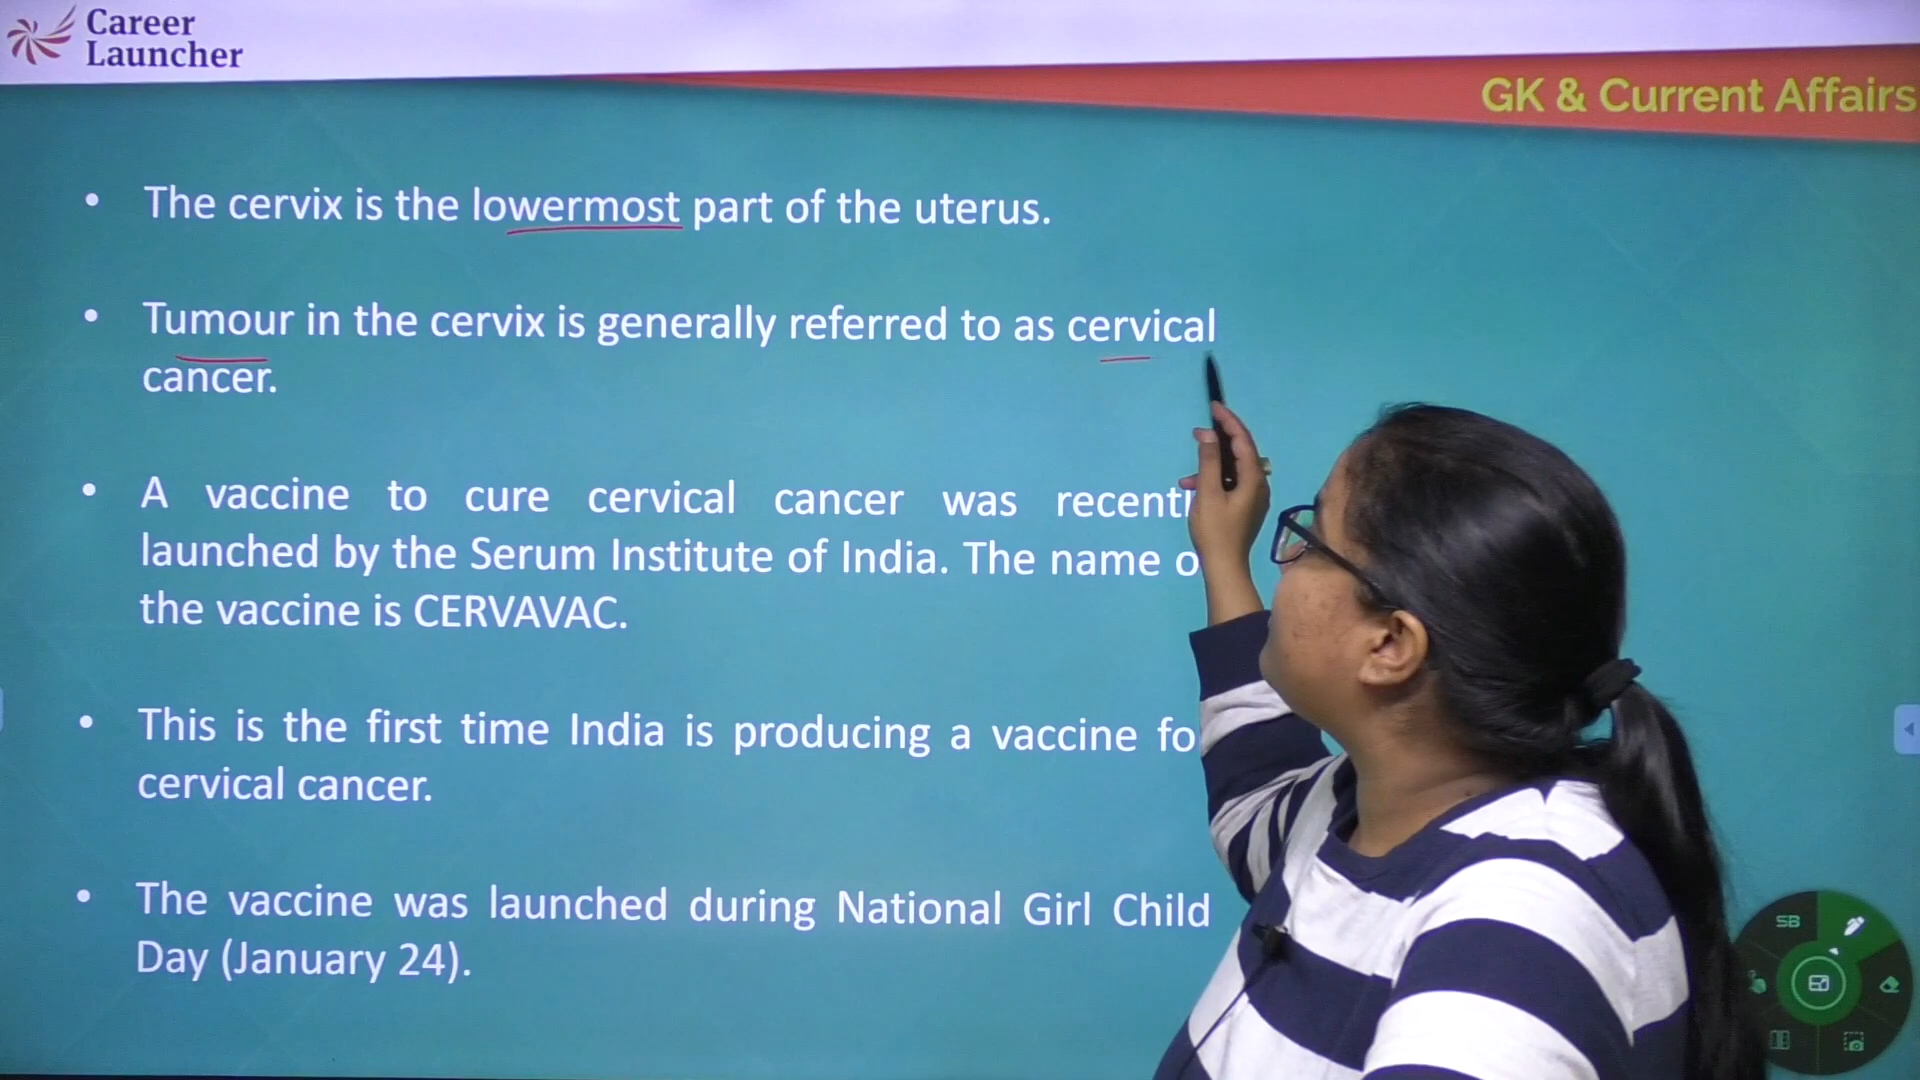 Career
Launcher
GK & Current Affairs
• The cervix is the lowermost part of the uterus.
• Tumour in the cervix is generally referred to as cervical
cancer.
• A vaccine to cure cervical cancer was
launched by the Serum Institute of India. The name
the vaccine is CERVAVAC.
• This is the first time India is producing a vaccine
cervical cancer.
• The vaccine was launched during National Girl Child
Day (January 24).
SB